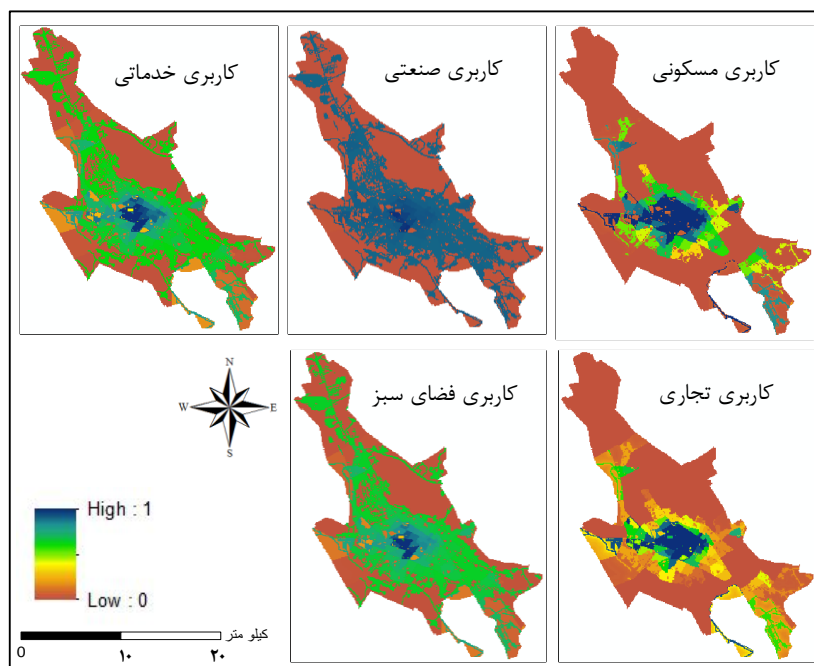 کاربری مسکونی
کاربری صنعتی
کاربری خدماتی
کاربری تجاری
کاربری فضای سبز
N
W E
S
High : 1
Low : 0
کیلو متر
0 ۱۰ ۲۰